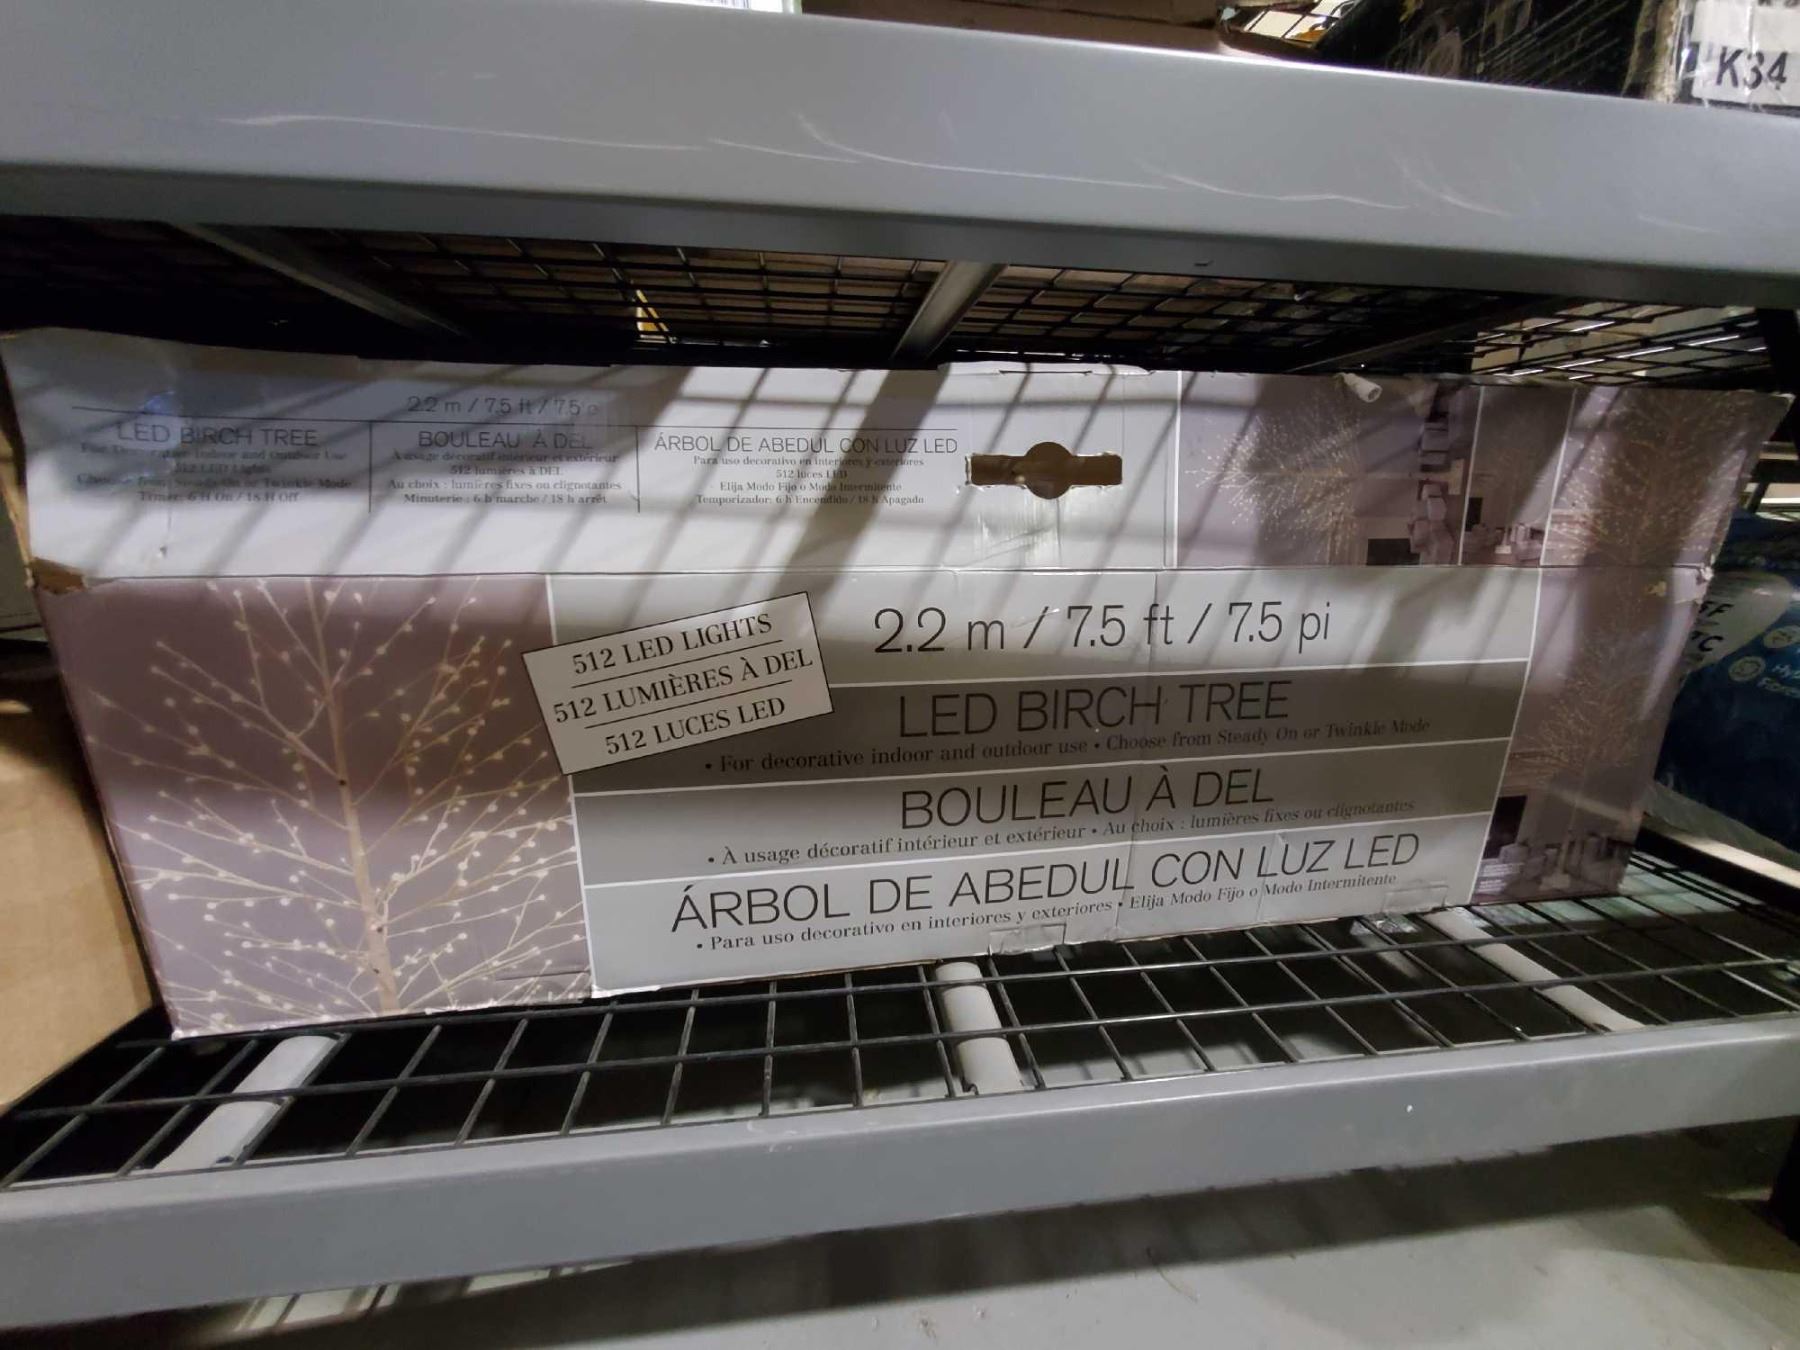 K34
2.2 m / 7.5 ft / 7.5 p
LED BIRCH TREE
For Decorative Indoor and Outdoor Use
512 LED Lights
Choose from Steady On or Twinkle Mode
Timer: 6 H On / 18 H Off
BOULEAU À DEL
À usage décoratif intérieur et extérieur
512 lumières à DEL
Au choix : lumières fixes ou clignotantes
Minuterie : 6 h marche / 18 h arrêt
ÁRBOL DE ABEDUL CON LUZ LED
Para uso decorativo en interiores y exteriores
512 luces LED
Elija Modo Fijo o Modo Intermitente
Temporizador: 6 h Encendido / 18 h Apagado
512 LED LIGHTS
512 LUMIÈRES À DEL
512 LUCES LED
2.2 m / 7.5 ft / 7.5 pi
LED BIRCH TREE
• For decorative indoor and outdoor use • Choose from Steady On or Twinkle Mode
BOULEAU À DEL
• À usage décoratif intérieur et extérieur • Au choix : lumières fixes ou clignotantes
ÁRBOL DE ABEDUL CON LUZ LED
• Para uso decorativo en interiores y exteriores • Elija Modo Fijo o Modo Intermitente